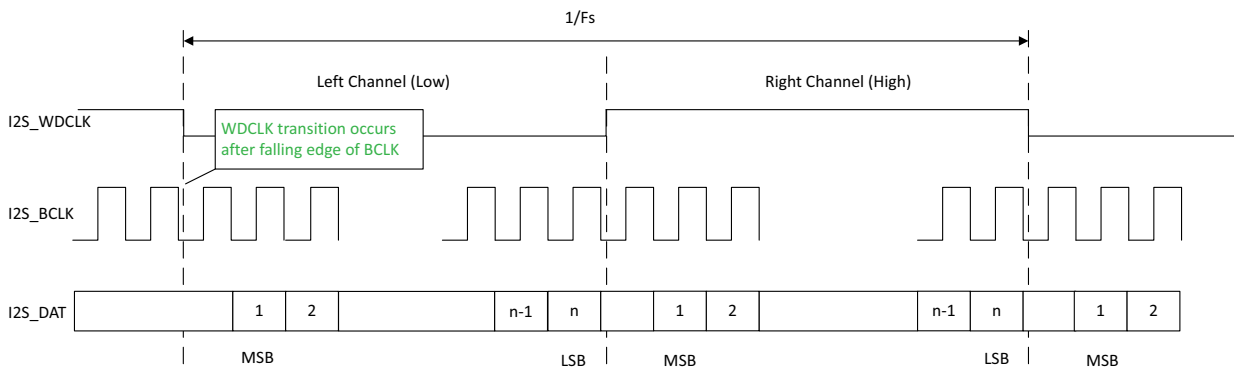 1/Fs
Left Channel (Low)
Right Channel (High)
I2S_WDCLK
WDCLK transition occurs
after falling edge of BCLK
I2S_BCLK
I2S_DAT
1
2
n-1
n
1
2
n-1
n
1
2
MSB
LSB
MSB
LSB
MSB